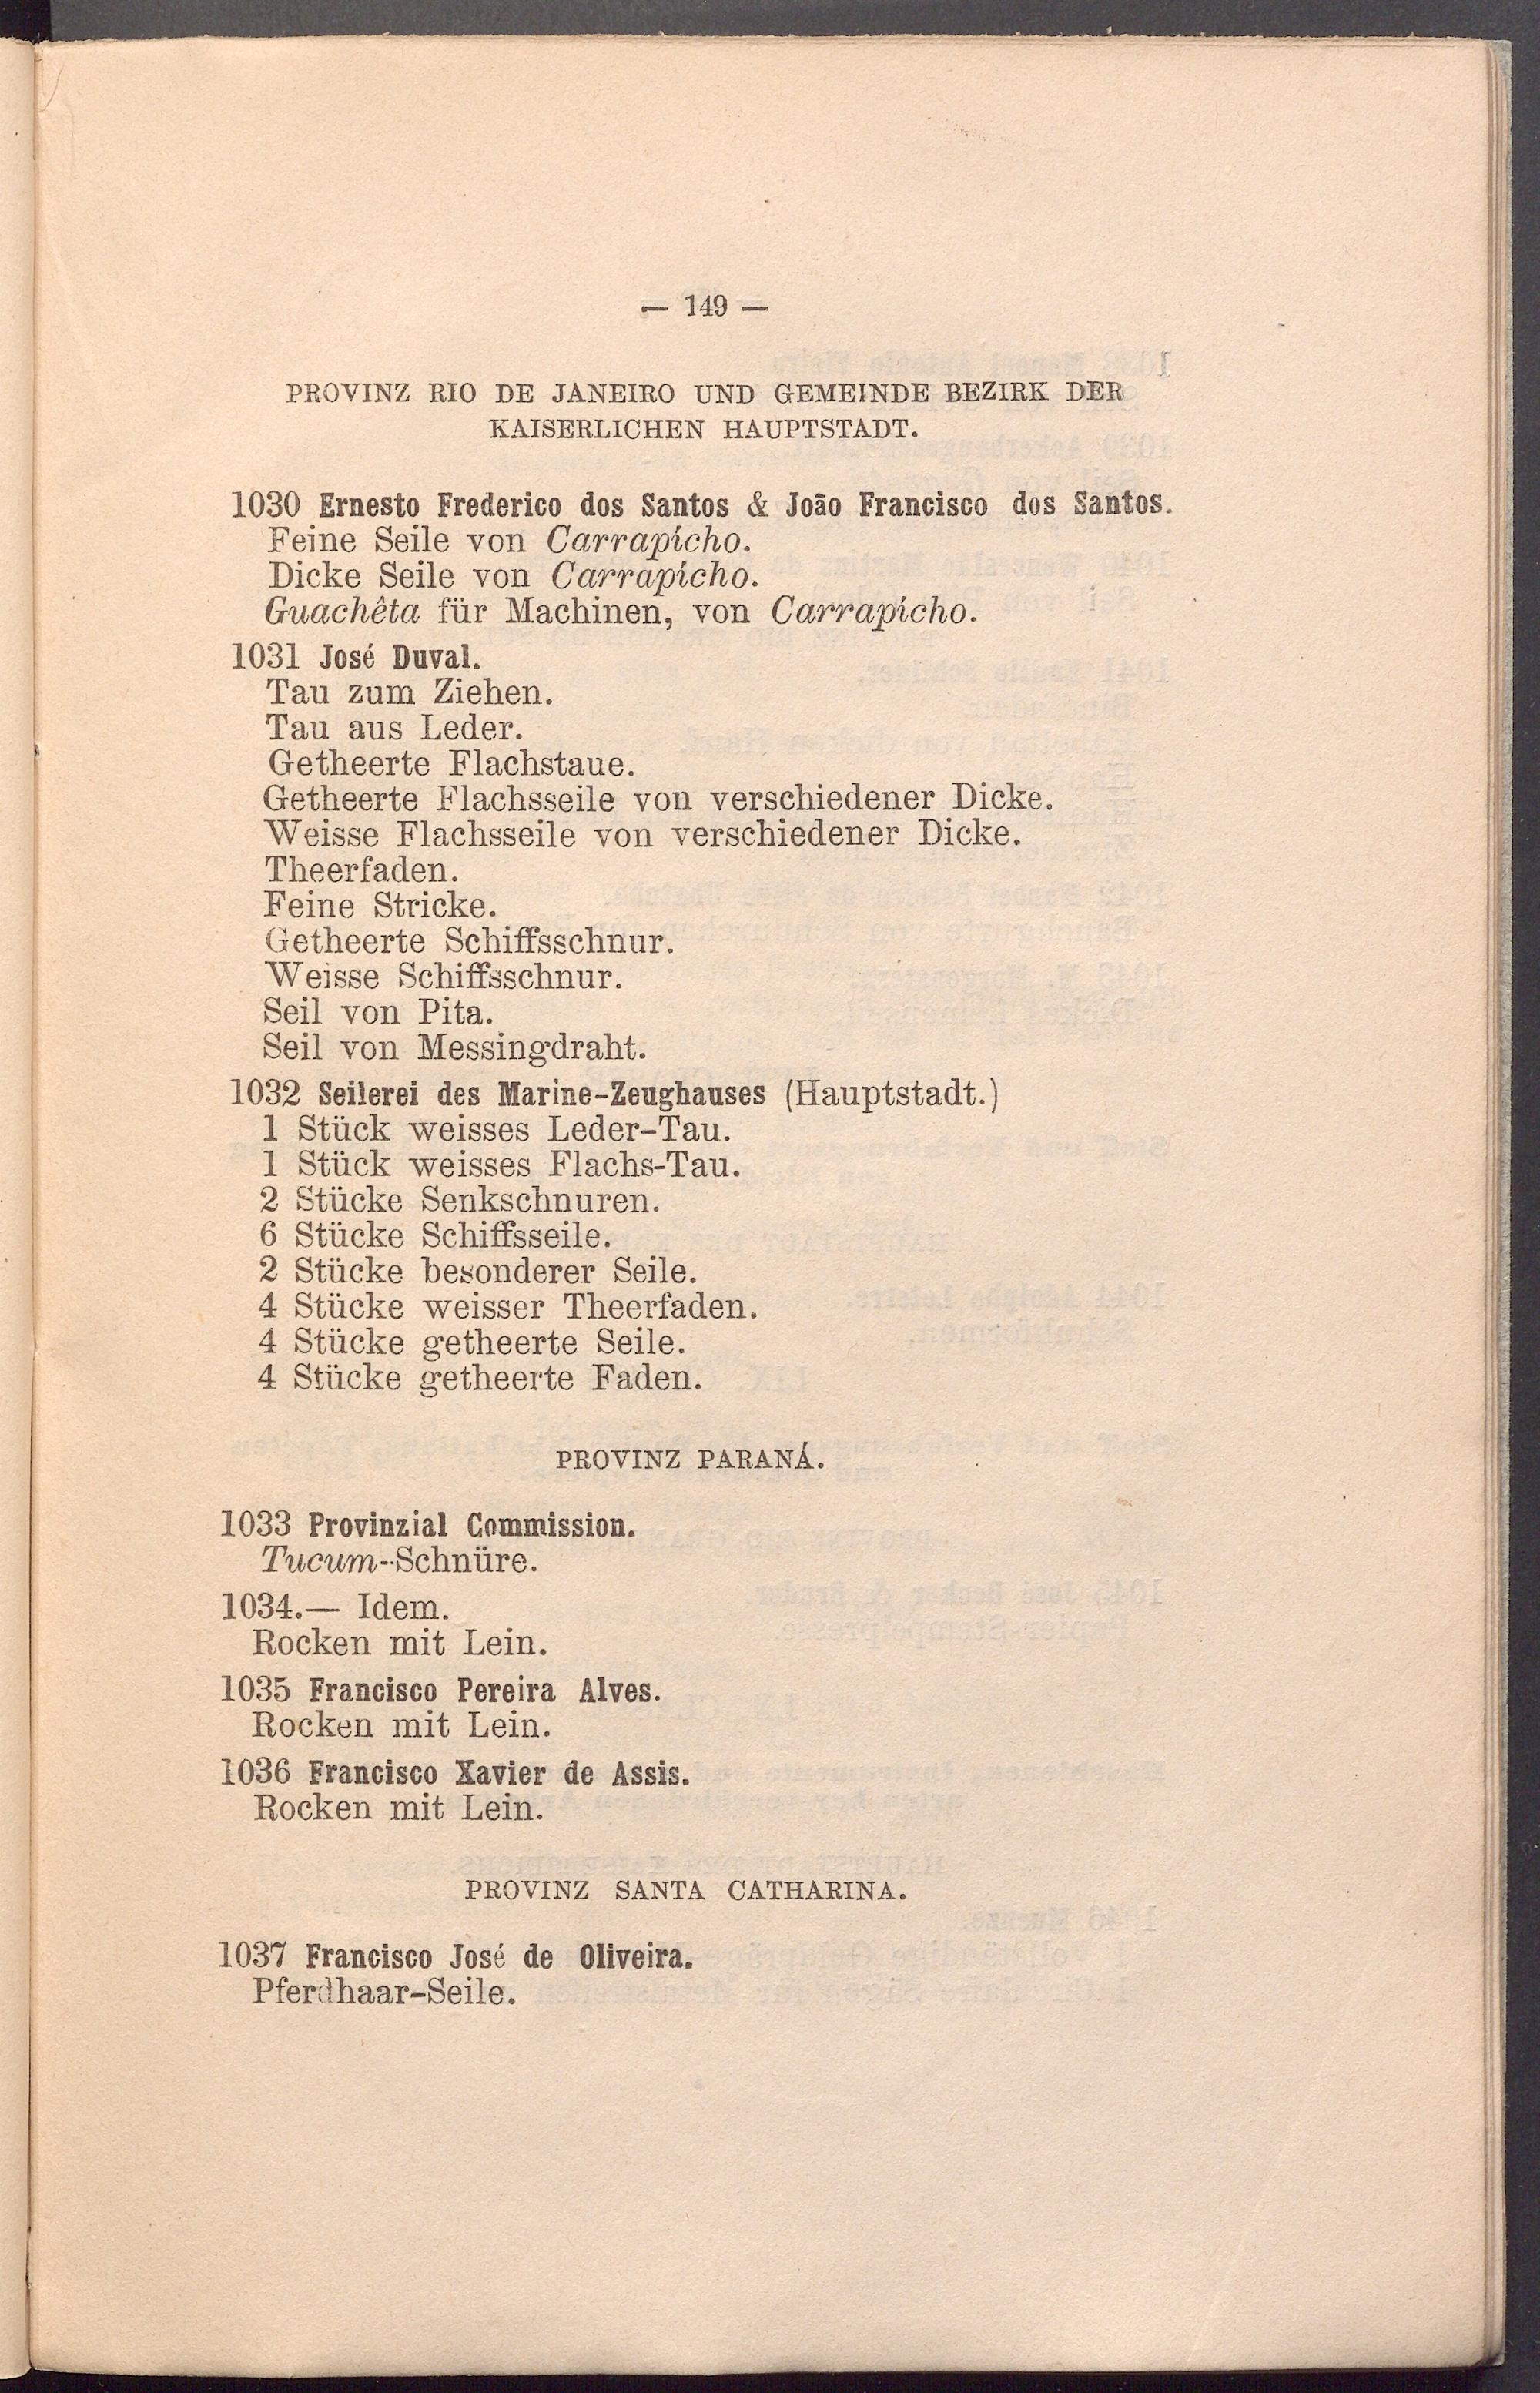 — 149 —
PROVINZ RIO DE JANEIRO UND GEMEINDE BEZIRK DER
KAISERLICHEN HAUPTSTADT.
1030 Ernesto Frederico dos Santos & João Francisco dos Santos.
Feine Seile von Carrapícho.
Dicke Seile von Carrapícho.
Guachêta für Machinen, von Carrapícho.
1031 José Duval.
Tau zum Ziehen.
Tau aus Leder.
Getheerte Flachstaue.
Getheerte Flachsseile von verschiedener Dicke.
Weisse Flachsseile von verschiedener Dicke.
Theerfaden.
Feine Stricke.
Getheerte Schiffsschnur.
Weisse Schiffsschnur.
Seil von Pita.
Seil von Messingdraht.
1032 Seilerei des Marine-Zeughauses (Hauptstadt.)
1 Stück weisses Leder-Tau.
1 Stück weisses Flachs-Tau.
2 Stücke Senkschnuren.
6 Stücke Schiffsseile.
2 Stücke besonderer Seile.
4 Stücke weisser Theerfaden.
4 Stücke getheerte Seile.
4 Stücke getheerte Faden.
PROVINZ PARANÁ.
1033 Provinzial Commission.
Tucum--Schnüre.
1034.— Idem.
Rocken mit Lein.
1035 Francisco Pereira Alves.
Rocken mit Lein.
1036 Francisco Xavier de Assis.
Rocken mit Lein.
PROVINZ SANTA CATHARINA.
1037 Francisco José de Oliveira.
Pferdhaar-Seile.